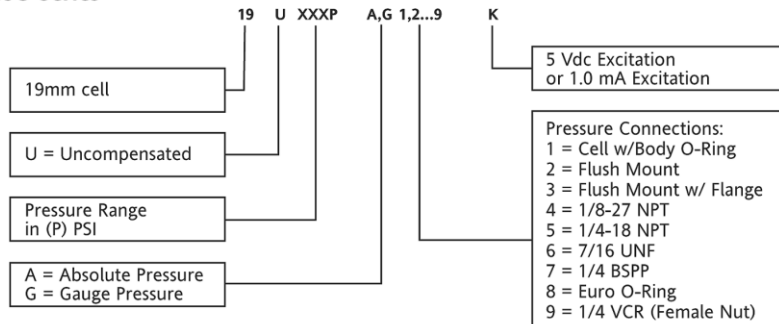 19 U XXXP A,G 1,2...9 K
5 Vdc Excitation
or 1.0 mA Excitation
19mm cell
U = Uncompensated
Pressure Range
in (P) PSI
A = Absolute Pressure
G = Gauge Pressure
Pressure Connections:
1 = Cell w/Body O-Ring
2 = Flush Mount
3 = Flush Mount w/ Flange
4 = 1/8-27 NPT
5 = 1/4-18 NPT
6 = 7/16 UNF
7 = 1/4 BSPP
8 = Euro O-Ring
9 = 1/4 VCR (Female Nut)